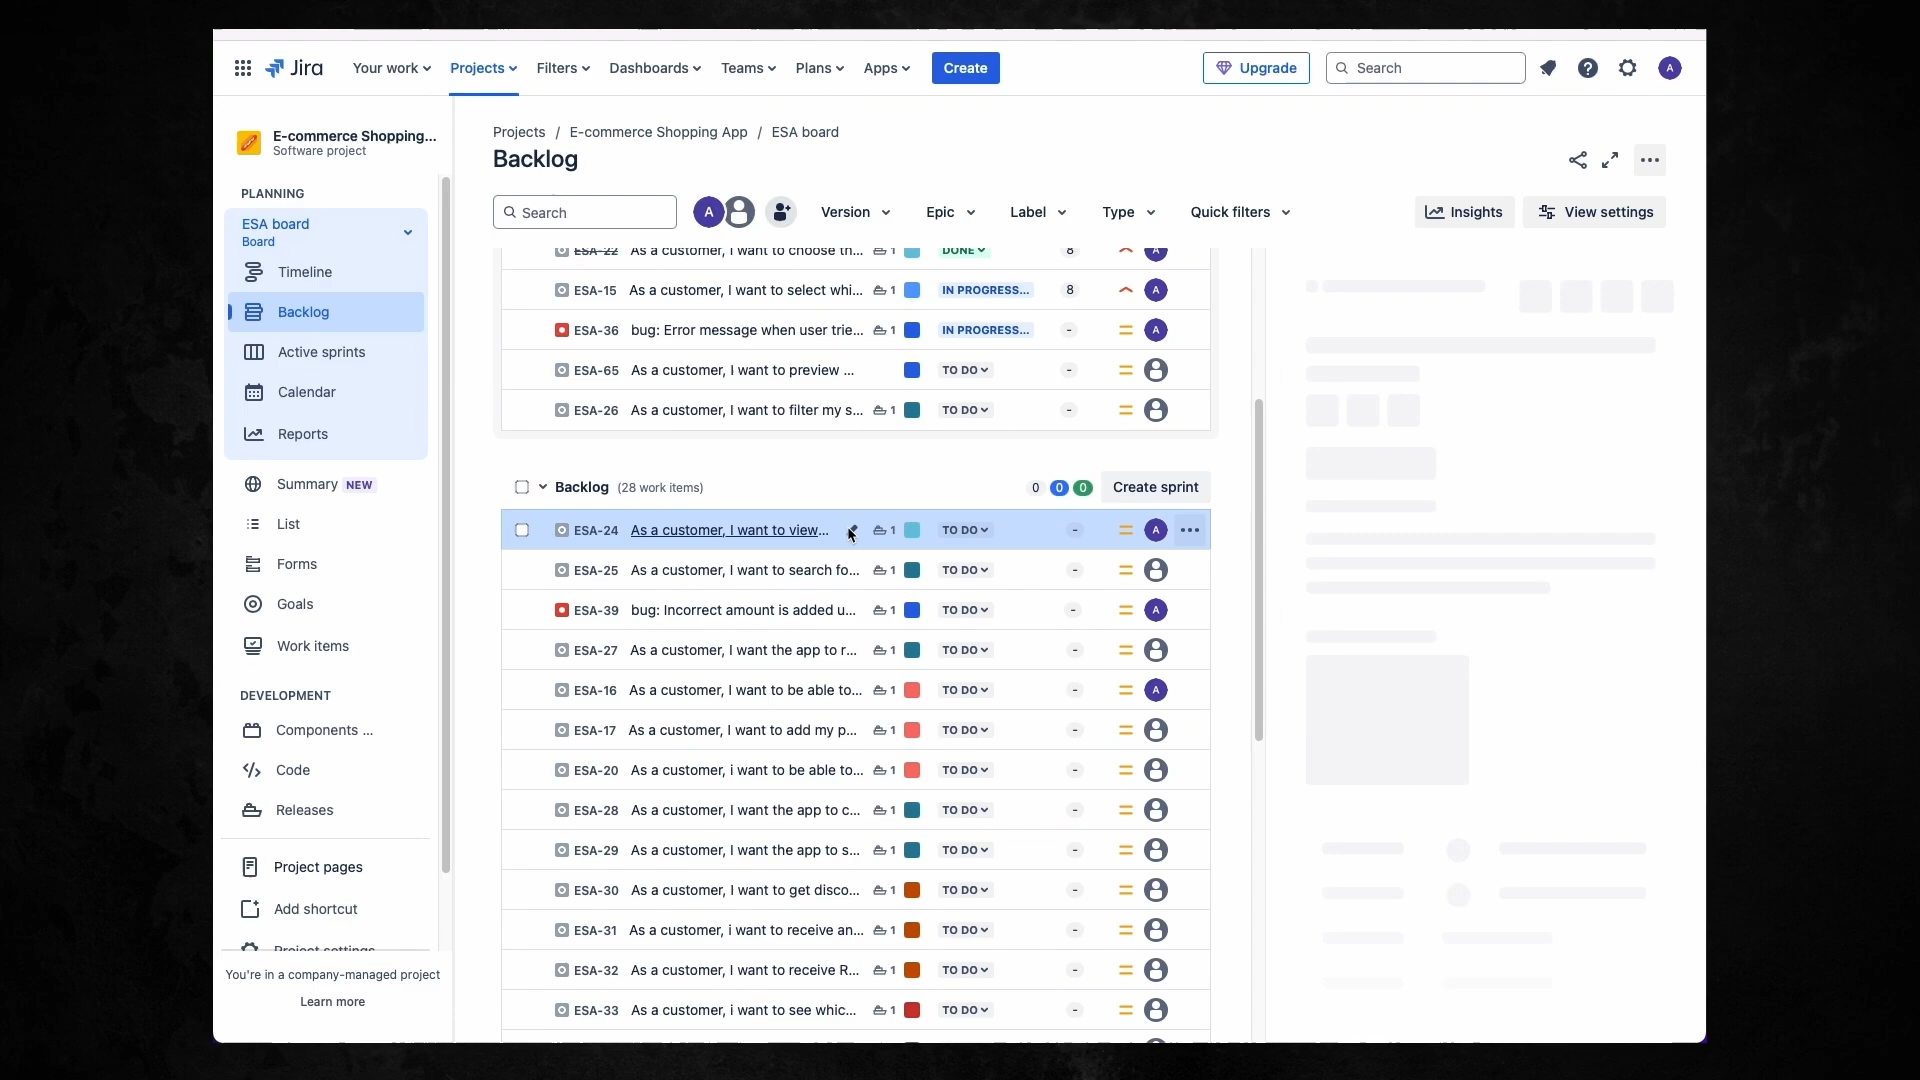 Jira
Your work
Projects
Filters
Dashboards
Teams
Plans
Apps
Create
Upgrade
Search
A
E-commerce Shopping...
Software project
PLANNING
ESA board
Board
Timeline
Backlog
Active sprints
Calendar
Reports
Summary NEW
List
Forms
Goals
Work items
DEVELOPMENT
Components ...
Code
Releases
Project pages
Add shortcut
Project settings
You're in a company-managed project
Learn more
Projects / E-commerce Shopping App / ESA board
Backlog
Search
A
Version
Epic
Label
Type
Quick filters
Insights
View settings
ESA-22 As a customer, I want to choose th... 1 DONE 8 A
ESA-15 As a customer, I want to select whi... 1 IN PROGRESS... 8 A
ESA-36 bug: Error message when user trie... 1 IN PROGRESS... - A
ESA-65 As a customer, I want to preview ... TO DO -
ESA-26 As a customer, I want to filter my s... 1 TO DO -
Backlog (28 work items) 0 0 0 Create sprint
ESA-24 As a customer, I want to view... 1 TO DO - A
ESA-25 As a customer, I want to search fo... 1 TO DO -
ESA-39 bug: Incorrect amount is added u... 1 TO DO - A
ESA-27 As a customer, I want the app to r... 1 TO DO -
ESA-16 As a customer, I want to be able to... 1 TO DO - A
ESA-17 As a customer, I want to add my p... 1 TO DO -
ESA-20 As a customer, i want to be able to... 1 TO DO -
ESA-28 As a customer, I want the app to c... 1 TO DO -
ESA-29 As a customer, I want the app to s... 1 TO DO -
ESA-30 As a customer, I want to get disco... 1 TO DO -
ESA-31 As a customer, i want to receive an... 1 TO DO -
ESA-32 As a customer, I want to receive R... 1 TO DO -
ESA-33 As a customer, i want to see whic... 1 TO DO -